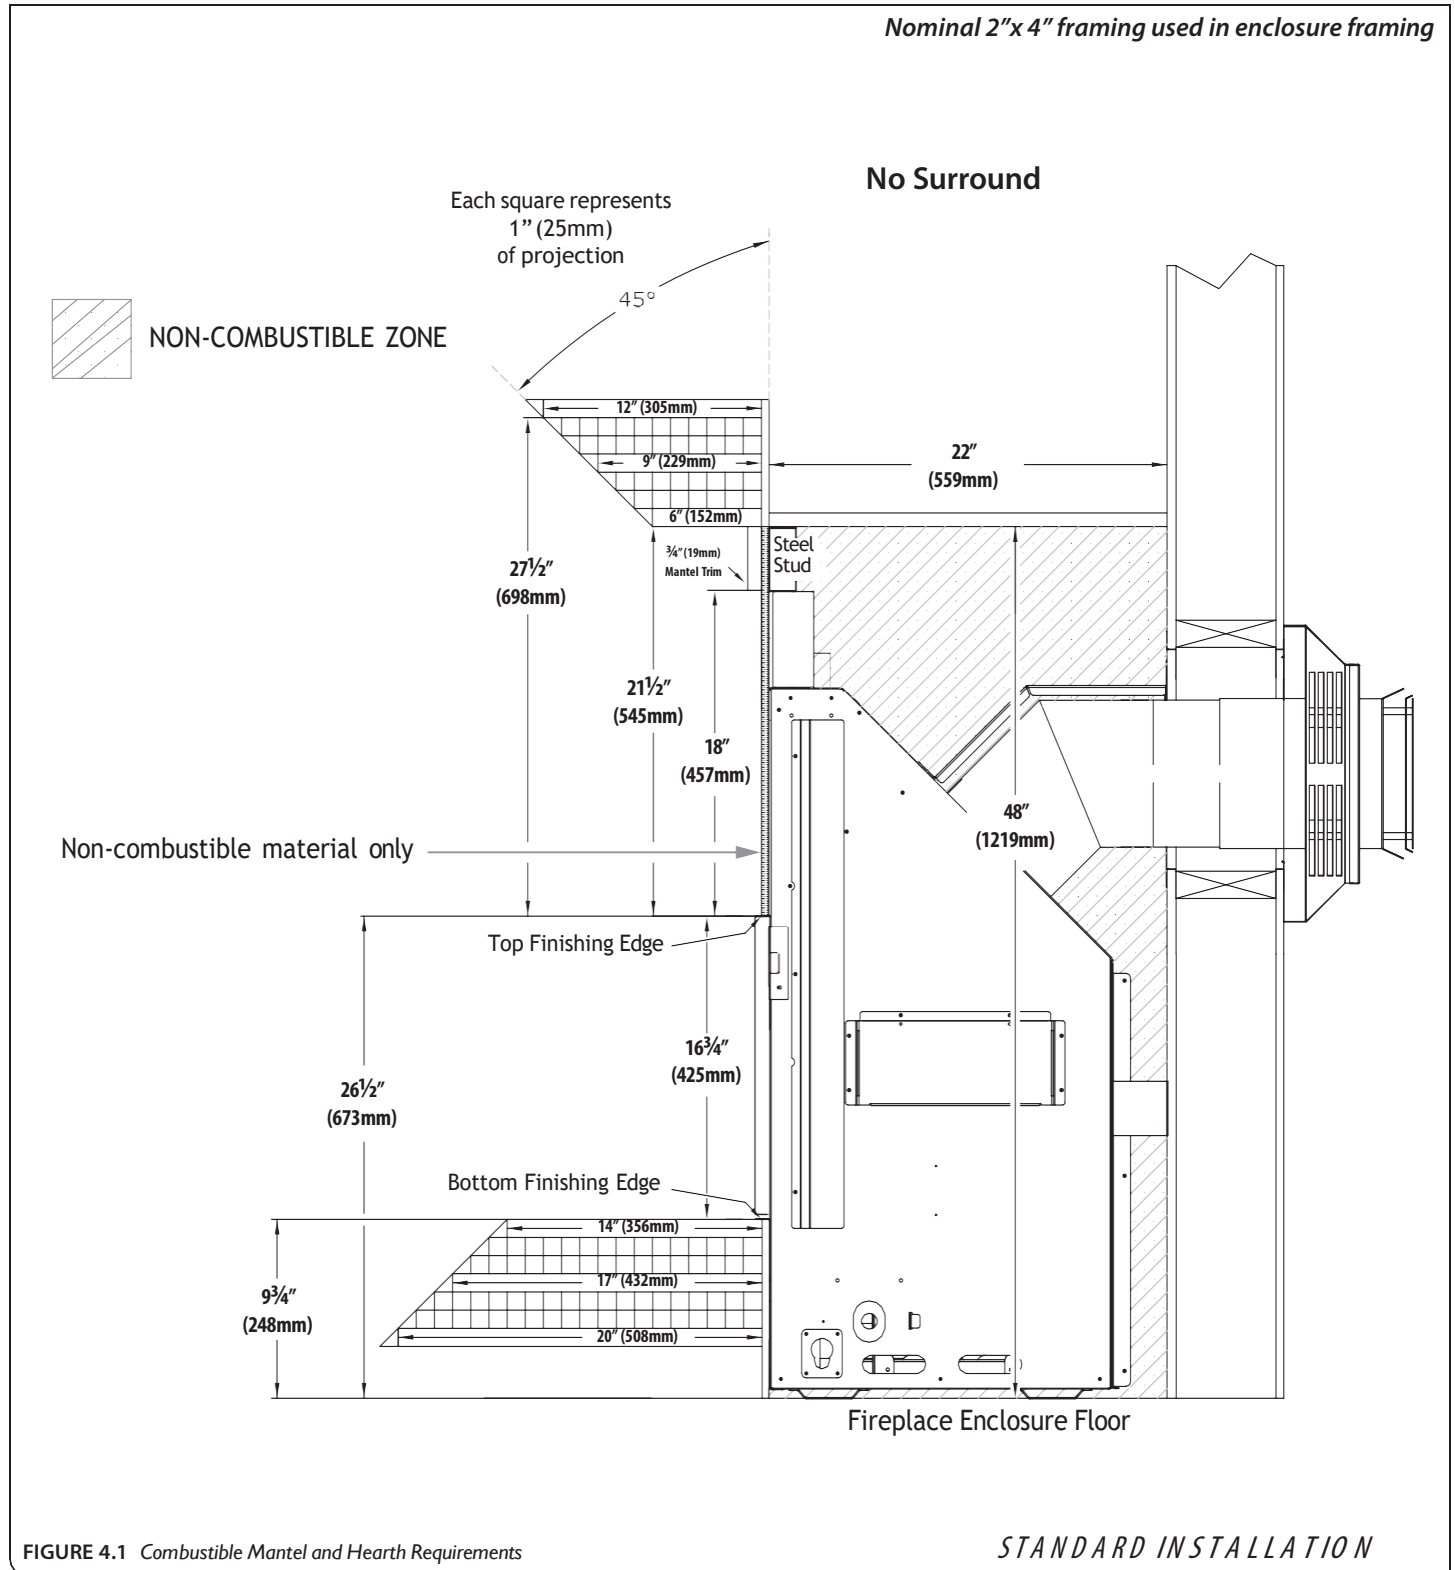 Nominal 2"x 4" framing used in enclosure framing
No Surround
Each square represents
1" (25mm)
of projection
45°
NON-COMBUSTIBLE ZONE
12" (305mm)
9" (229mm)
6" (152mm)
22"
(559mm)
¾" (19mm)
Mantel Trim
Steel
Stud
27½"
(698mm)
21½"
(545mm)
18"
(457mm)
48"
(1219mm)
Non-combustible material only
Top Finishing Edge
16¾"
(425mm)
26½"
(673mm)
Bottom Finishing Edge
14" (356mm)
17" (432mm)
20" (508mm)
9¾"
(248mm)
Fireplace Enclosure Floor
FIGURE 4.1 Combustible Mantel and Hearth Requirements
STANDARD INSTALLATION